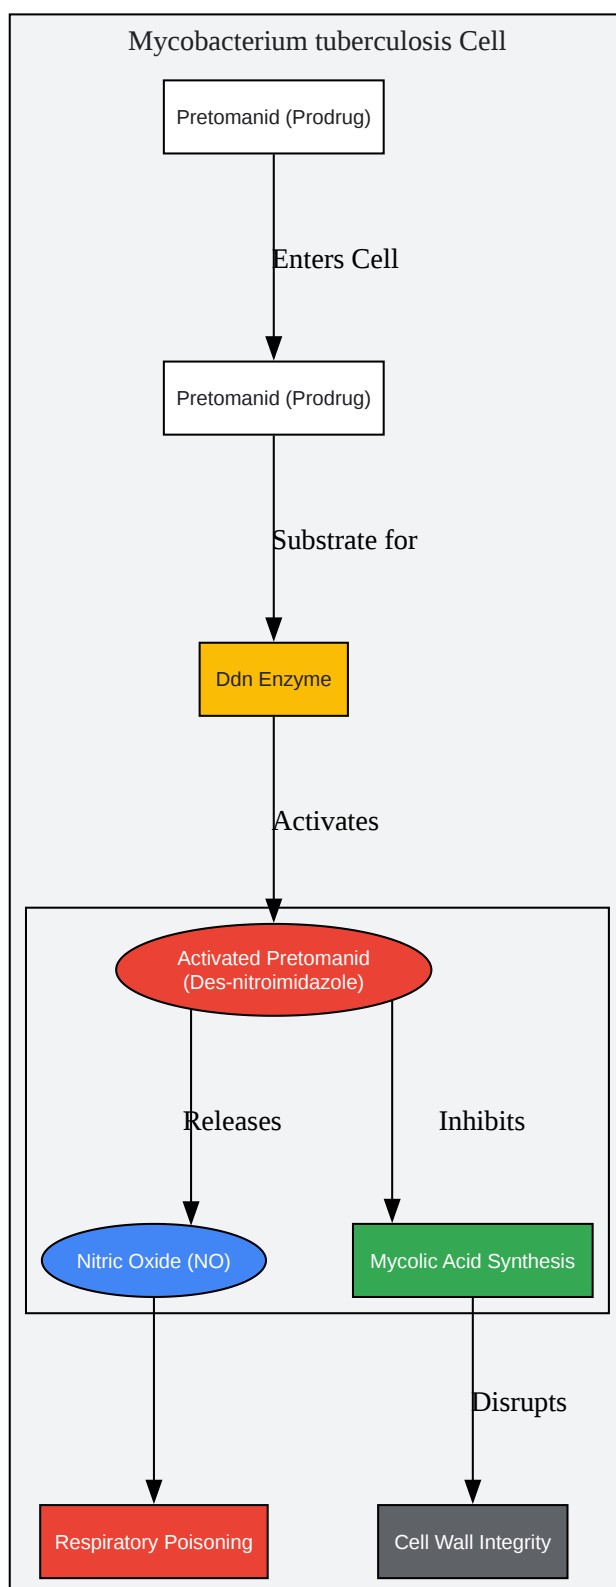 Mycobacterium tuberculosis Cell
Pretomanid (Prodrug)
Enters Cell
Pretomanid (Prodrug)
Substrate for
Ddn Enzyme
Activates
Activated Pretomanid
(Des-nitroimidazole)
Releases
Inhibits
Nitric Oxide (NO)
Mycolic Acid Synthesis
Disrupts
Respiratory Poisoning
Cell Wall Integrity